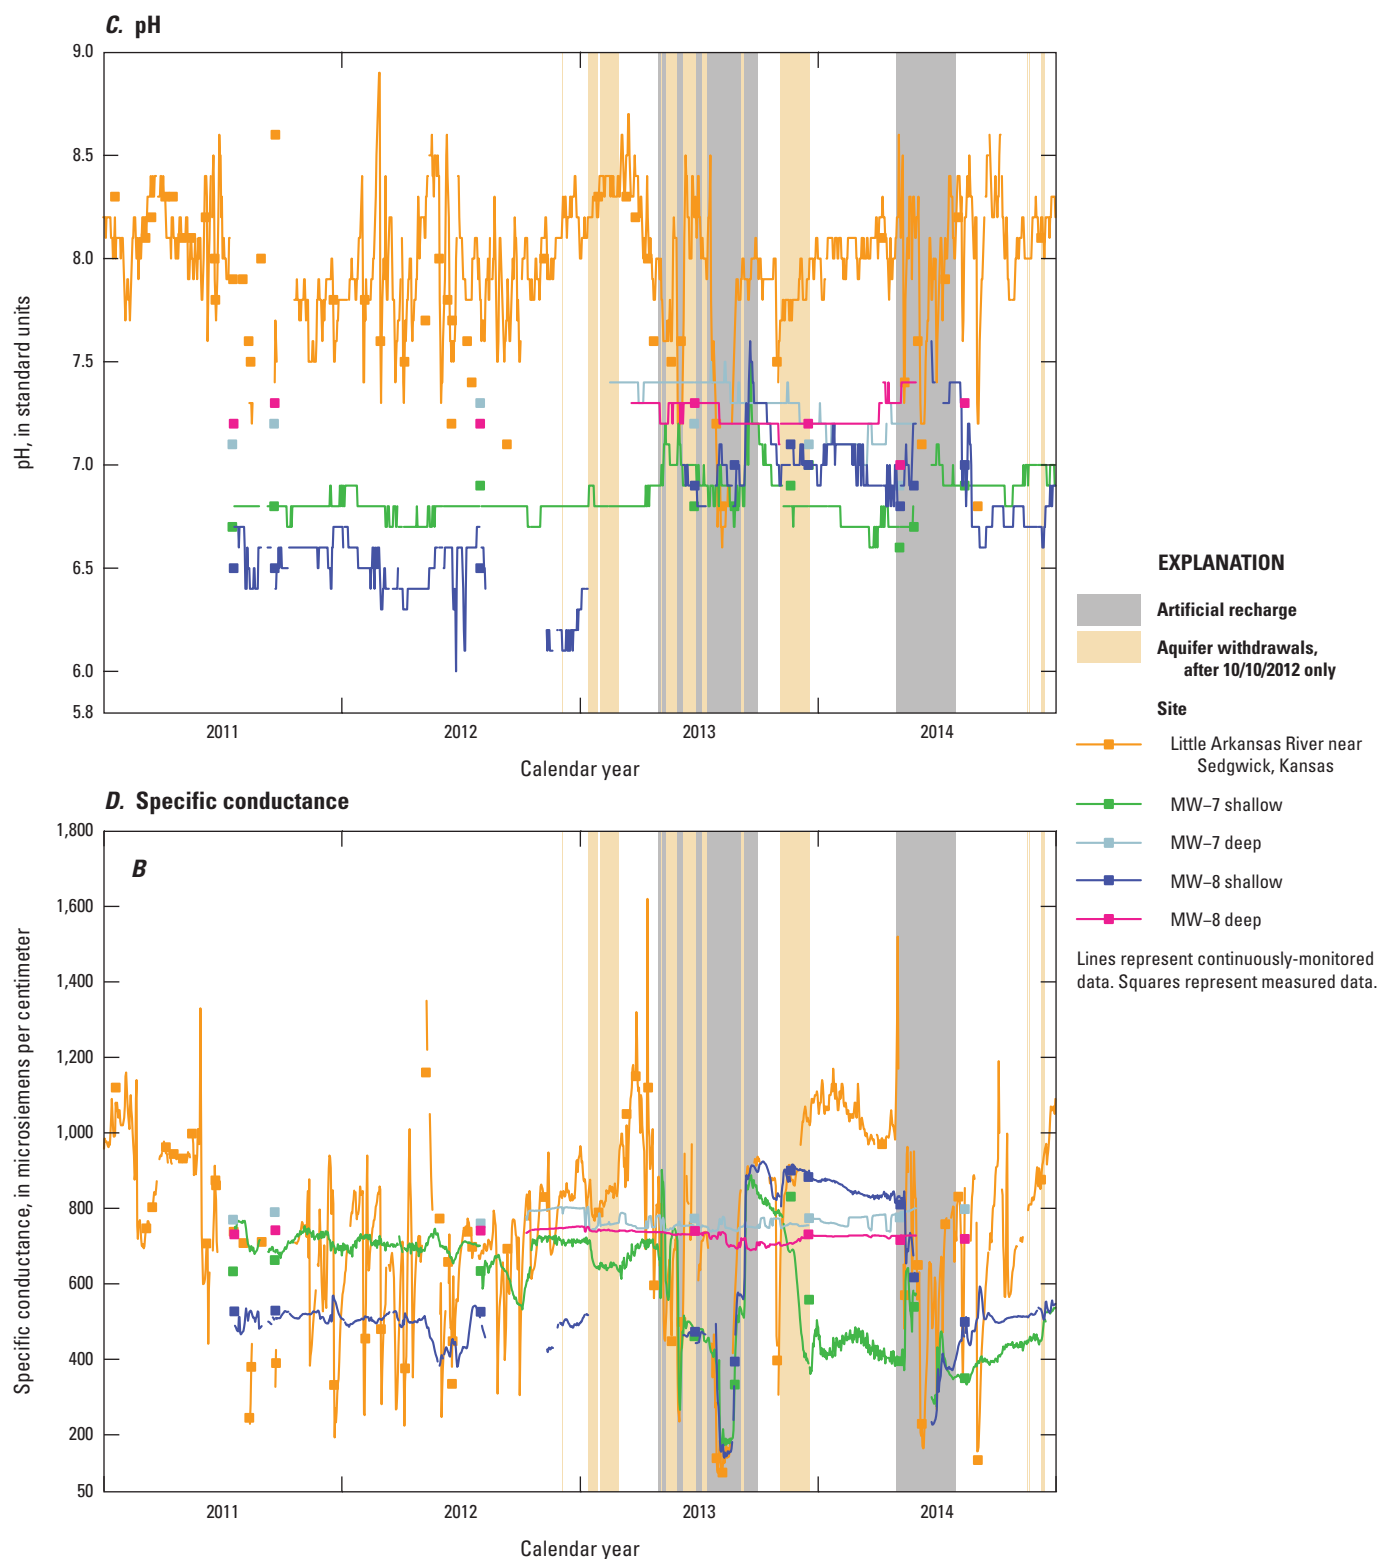 C. pH
9.0
8.5
8.0
7.5
7.0
6.5
6.0
5.8
pH, in standard units
2011
2012
2013
2014
Calendar year
EXPLANATION
Artificial recharge
Aquifer withdrawals,
after 10/10/2012 only
Site
Little Arkansas River near
Sedgwick, Kansas
MW–7 shallow
MW–7 deep
MW–8 shallow
MW–8 deep
Lines represent continuously-monitored
data. Squares represent measured data.
D. Specific conductance
B
1,800
1,600
1,400
1,200
1,000
800
600
400
200
50
Specific conductance, in microsiemens per centimeter
2011
2012
2013
2014
Calendar year